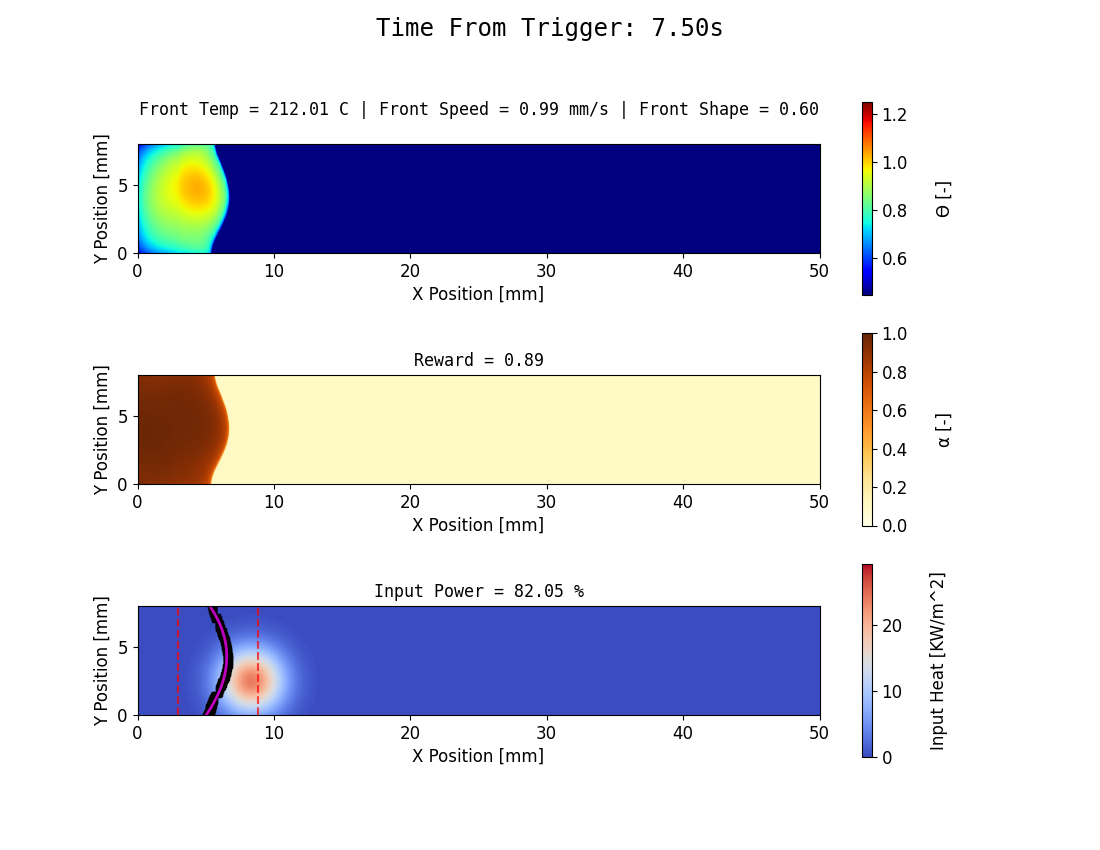 Time From Trigger: 7.50s
Front Temp = 212.01 C | Front Speed = 0.99 mm/s | Front Shape = 0.60
Y Position [mm]
5
0
0 10 20 30 40 50
X Position [mm]
1.2
1.0
0.8
0.6
Θ [-]
Reward = 0.89
Y Position [mm]
5
0
0 10 20 30 40 50
X Position [mm]
1.0
0.8
0.6
0.4
0.2
0.0
α [-]
Input Power = 82.05 %
Y Position [mm]
5
0
0 10 20 30 40 50
X Position [mm]
20
10
0
Input Heat [KW/m^2]